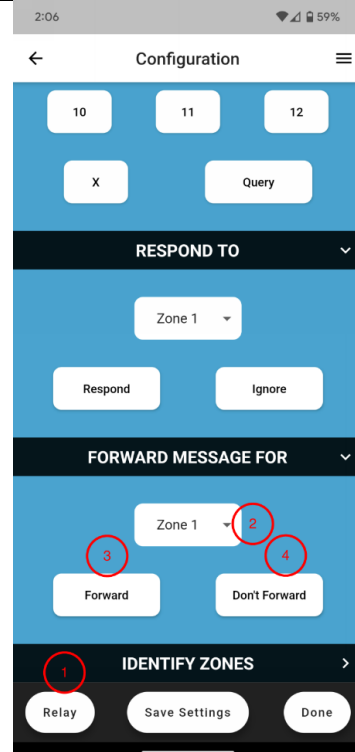 2:06 59%
Configuration
10 11 12
X Query
RESPOND TO
Zone 1
Respond Ignore
FORWARD MESSAGE FOR
Zone 1 2
3 4
Forward Don't Forward
IDENTIFY ZONES
1
Relay Save Settings Done